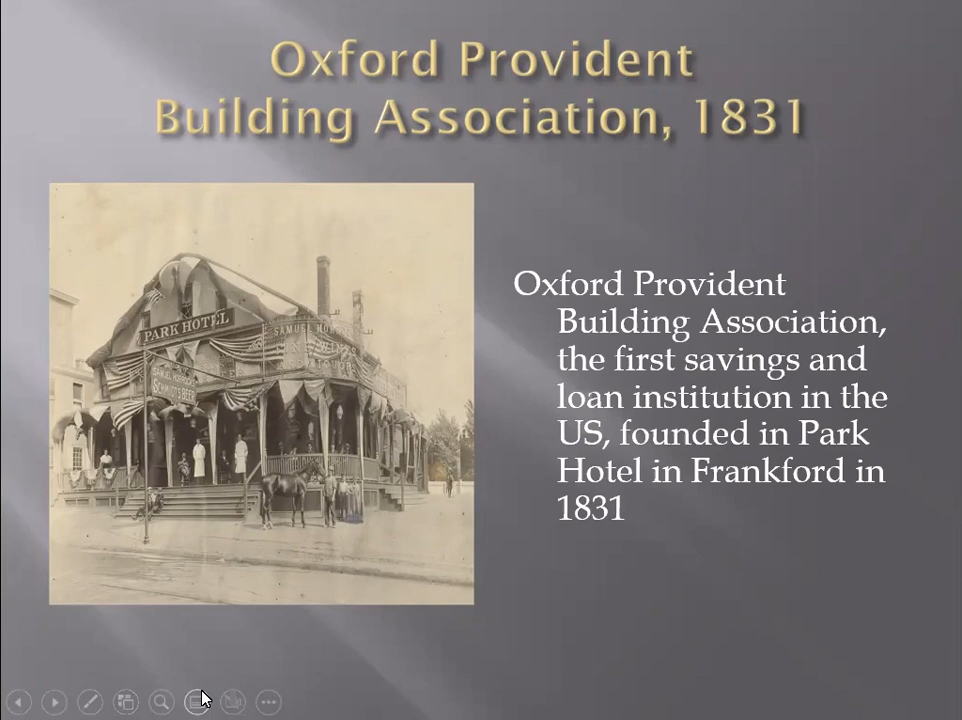 Oxford Provident
Building Association, 1831
PARK HOTEL
Oxford Provident
Building Association,
the first savings and
loan institution in the
US, founded in Park
Hotel in Frankford in
1831